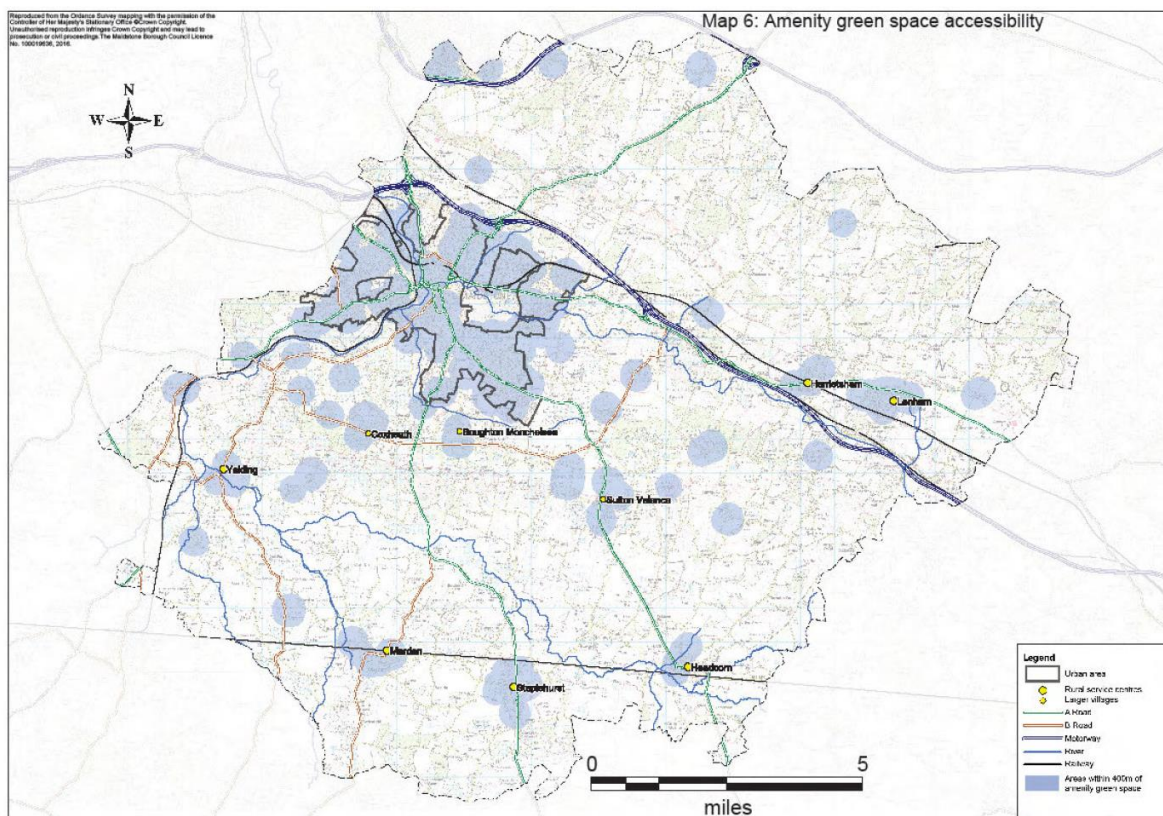 Reproduced from the Ordance Survey mapping with the permission of the
Controller of Her Majesty's Stationary Office ©Crown Copyright.
Unauthorised reproduction infringes Crown Copyright and may lead to
prosecution or civil proceedings. The Maidstone Borough Council Licence
No. 100019636, 2016.
Map 6: Amenity green space accessibility
N
W E
S
Harrietsham
Lenham
Coxheath
Boughton Monchelsea
Yalding
Sutton Valence
Marden
Headcorn
Staplehurst
0 5
miles
Legend
Urban area
Rural service centres
Larger villages
A Road
B Road
Motorway
River
Railway
Areas within 400m of
amenity green space